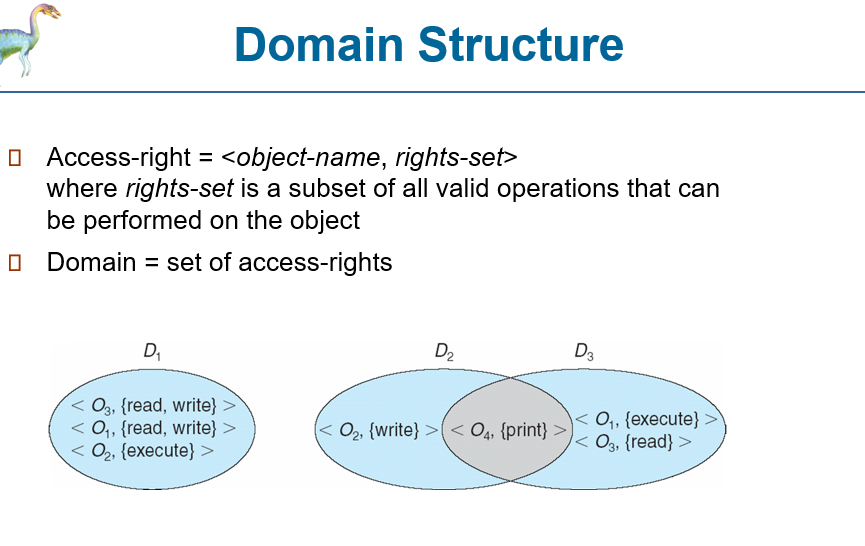 Domain Structure
Access-right = <object-name, rights-set>
where rights-set is a subset of all valid operations that can
be performed on the object
Domain = set of access-rights
D₁
< O₃, {read, write} >
< O₁, {read, write} >
< O₂, {execute} >
D₂
D₃
< O₂, {write} >
< O₄, {print} >
< O₁, {execute} >
< O₃, {read} >